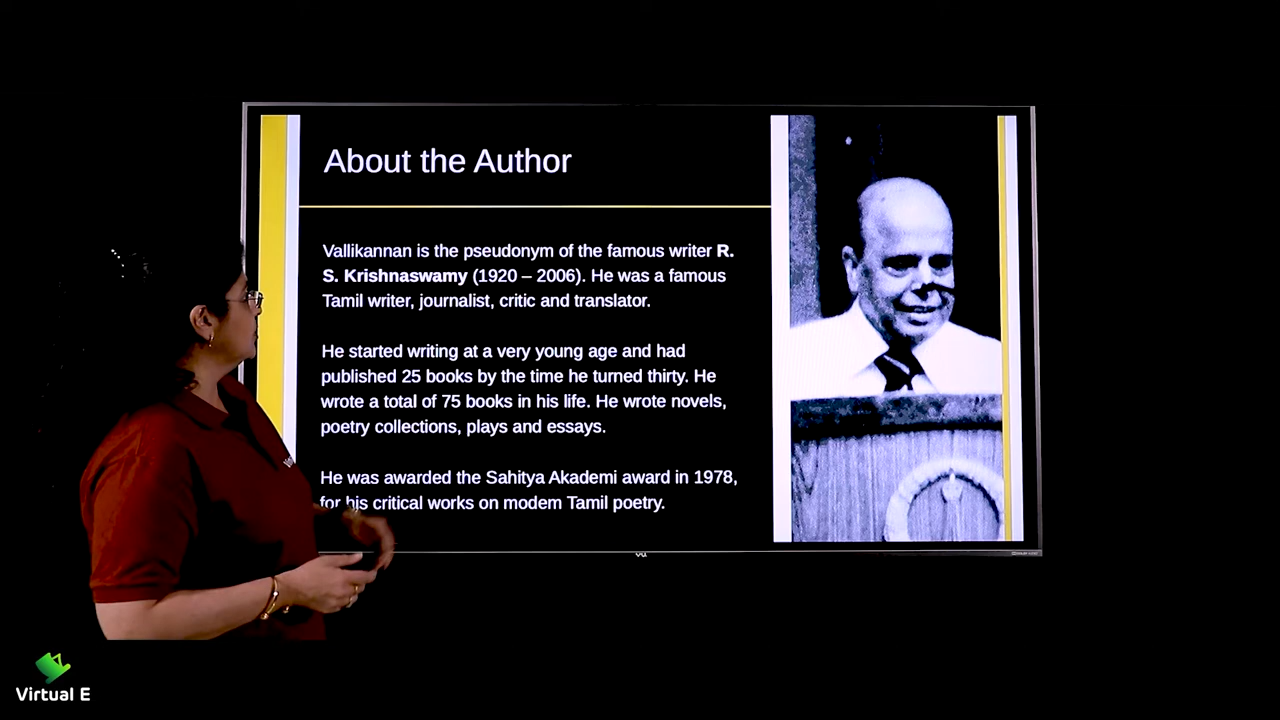 About the Author
Vallikannan is the pseudonym of the famous writer R.
S. Krishnaswamy (1920 – 2006). He was a famous
Tamil writer, journalist, critic and translator.
He started writing at a very young age and had
published 25 books by the time he turned thirty. He
wrote a total of 75 books in his life. He wrote novels,
poetry collections, plays and essays.
He was awarded the Sahitya Akademi award in 1978,
for his critical works on modem Tamil poetry.
Vu
Virtual E